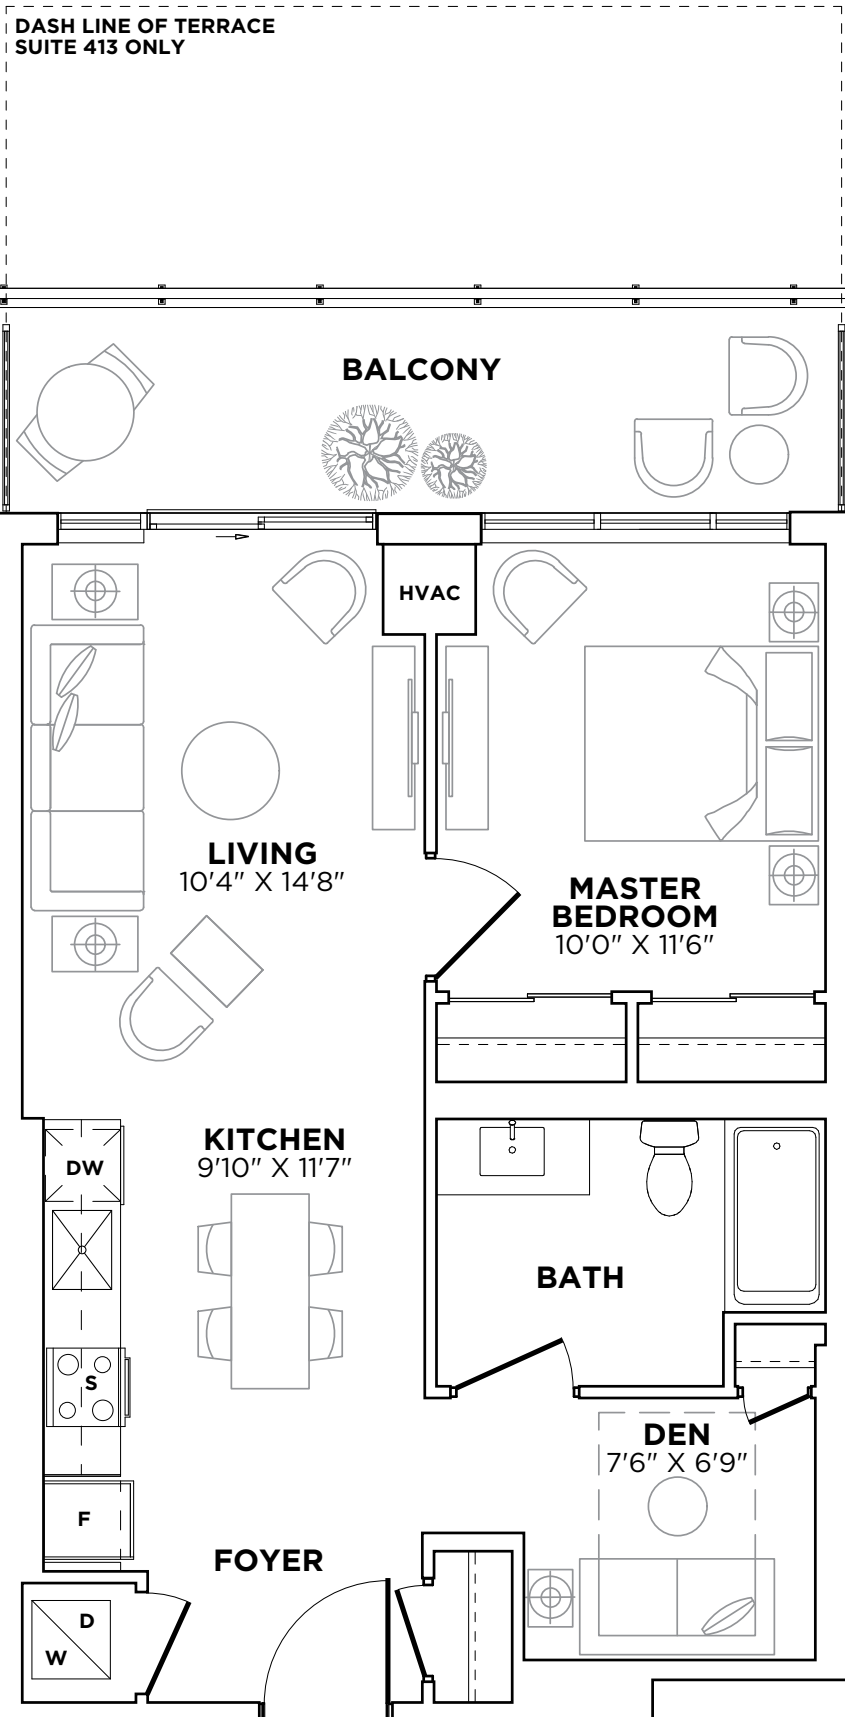 DASH LINE OF TERRACE
SUITE 413 ONLY
BALCONY
HVAC
LIVING
10'4" X 14'8"
MASTER
BEDROOM
10'0" X 11'6"
KITCHEN
9'10" X 11'7"
DW
BATH
S
DEN
7'6" X 6'9"
F
FOYER
D
W